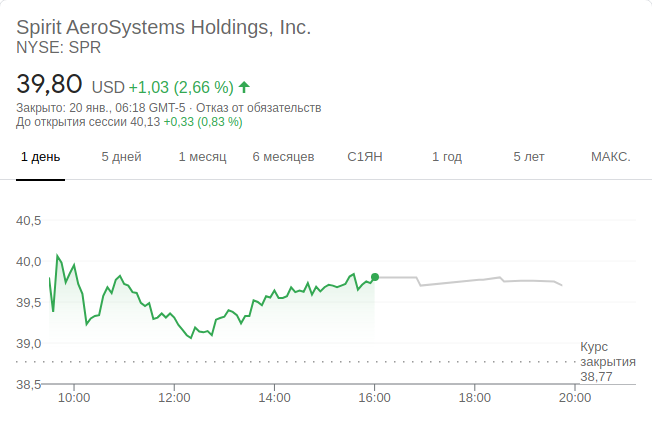 Spirit AeroSystems Holdings, Inc.
NYSE: SPR
39,80 USD +1,03 (2,66 %)
Закрыто: 20 янв., 06:18 GMT-5 · Отказ от обязательств
До открытия сессии 40,13 +0,33 (0,83 %)
1 день 5 дней 1 месяц 6 месяцев С1ЯН 1 год 5 лет МАКС.
40,5
40,0
39,5
39,0
Курс
закрытия
38,77
38,5
10:00 12:00 14:00 16:00 18:00 20:00